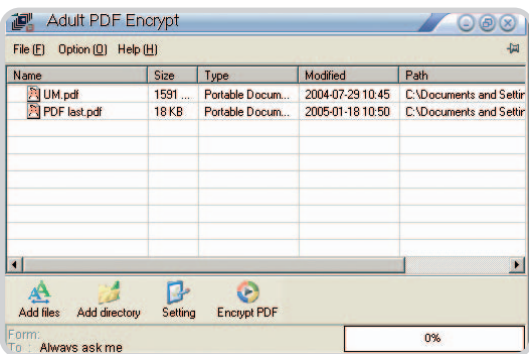 Adult PDF Encrypt
File (F) Option (O) Help (H)
Name Size Type Modified Path
UM.pdf 1591 ... Portable Docum... 2004-07-29 10:45 C:\Documents and Settir
PDF last.pdf 18 KB Portable Docum... 2005-01-18 10:50 C:\Documents and Settir
Add files Add directory Setting Encrypt PDF
Form:
To : Always ask me 0%